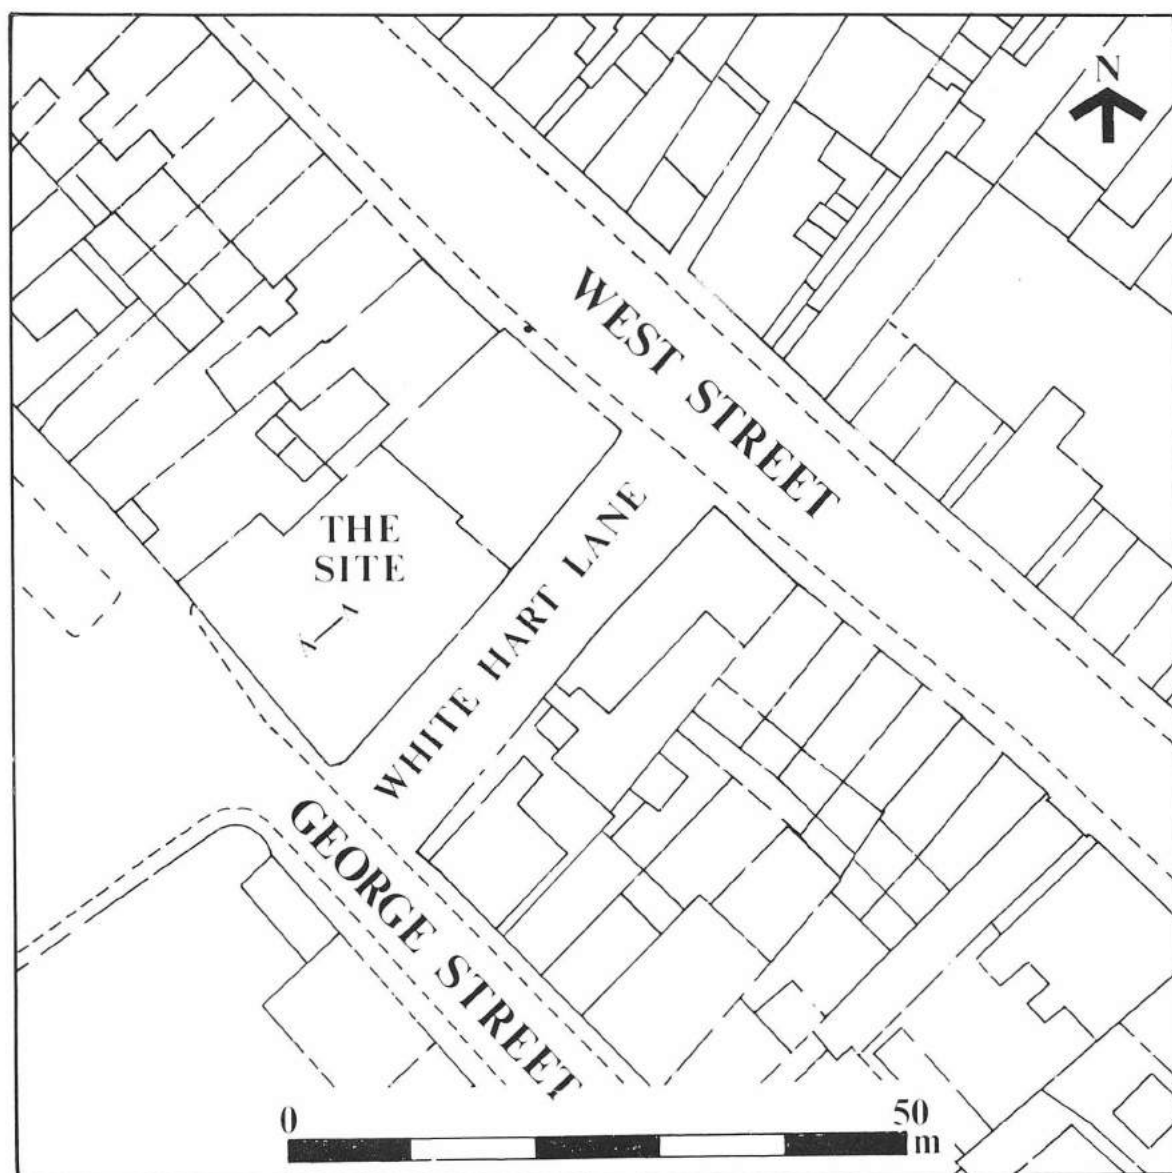 N
WEST STREET
THE
SITE
A A
WHITE HART LANE
GEORGE STREET
0 50
m